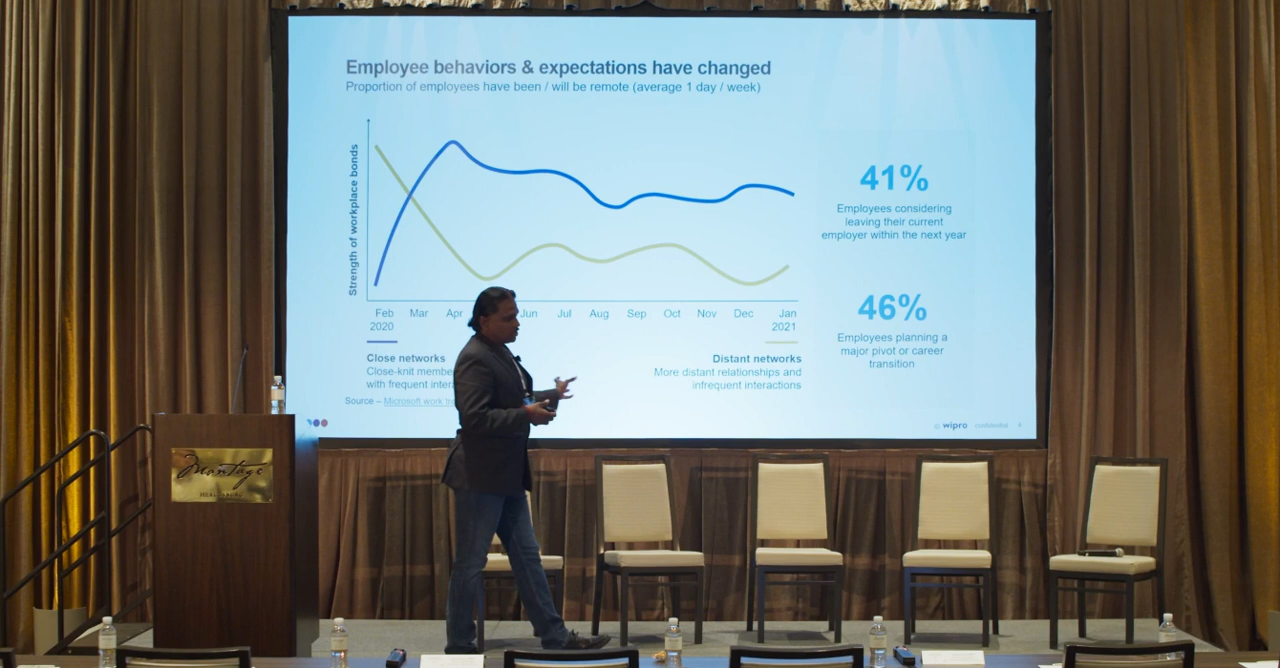 Employee behaviors & expectations have changed
Proportion of employees have been / will be remote (average 1 day / week)
Strength of workplace bonds
41%
Employees considering
leaving their current
employer within the next year
46%
Employees planning a
major pivot or career
transition
Feb Mar Apr Jun Jul Aug Sep Oct Nov Dec Jan
2020 2021
Close networks
Close-knit
with frequent
Distant networks
More distant relationships and
infrequent interactions
Source – Microsoft work
wipro confidential
Montage